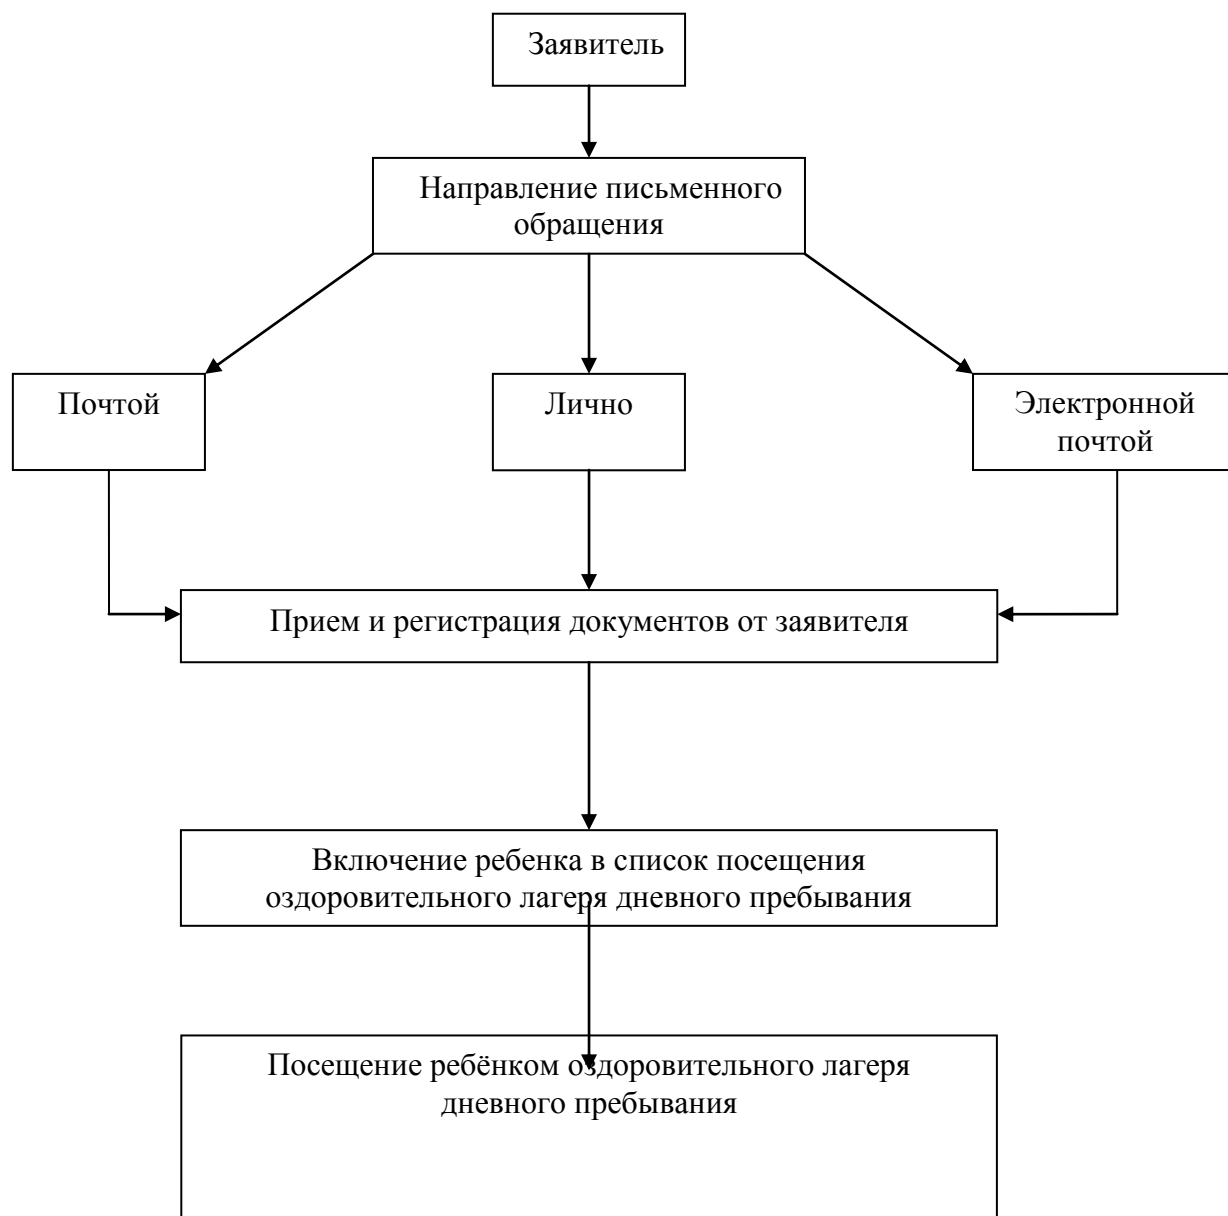 Заявитель
Направление письменного
обращения
Почтой
Лично
Электронной
почтой
Прием и регистрация документов от заявителя
Включение ребенка в список посещения
оздоровительного лагеря дневного пребывания
Посещение ребёнком оздоровительного лагеря
дневного пребывания